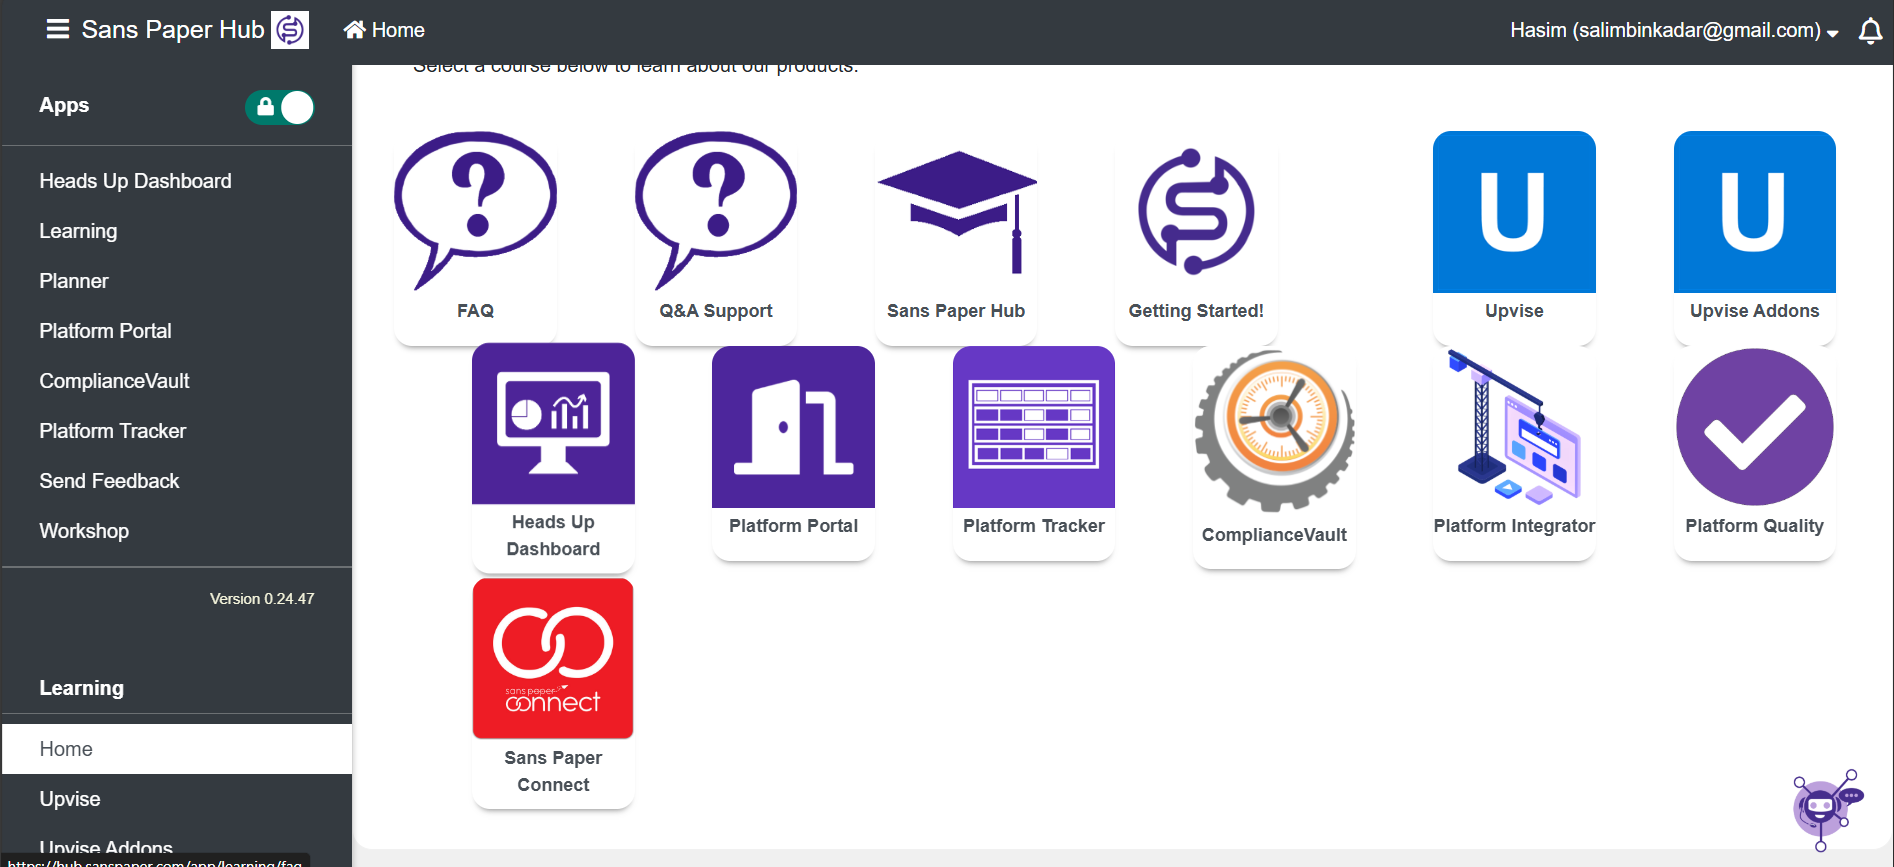 Sans Paper Hub
Home
Hasim (salimbinkadar@gmail.com)
Select a course below to learn about our products.
Apps
Heads Up Dashboard
Learning
Planner
Platform Portal
ComplianceVault
Platform Tracker
Send Feedback
Workshop
Version 0.24.47
Learning
Home
Upvise
Upvise Addons
https://hub.sanspaper.com/app/learning/faq
?
FAQ
?
Q&A Support
Sans Paper Hub
Getting Started!
U
Upvise
U
Upvise Addons
Heads Up
Dashboard
Platform Portal
Platform Tracker
ComplianceVault
Platform Integrator
Platform Quality
sans paper
connect
Sans Paper
Connect